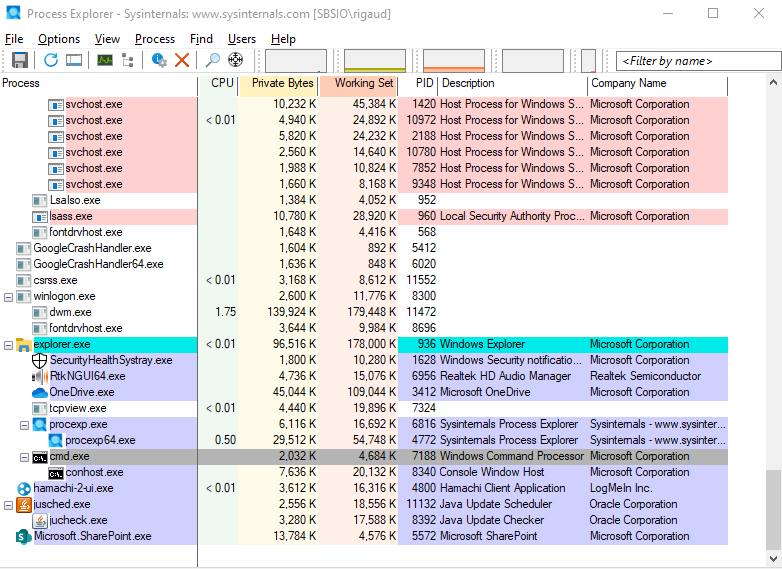 Process Explorer - Sysinternals: www.sysinternals.com [SBSIO\rigaud]
File Options View Process Find Users Help
<Filter by name>
Process CPU Private Bytes Working Set PID Description Company Name
svchost.exe 10,232 K 45,384 K 1420 Host Process for Windows S... Microsoft Corporation
svchost.exe < 0.01 4,940 K 24,892 K 10972 Host Process for Windows S... Microsoft Corporation
svchost.exe 5,820 K 24,232 K 2188 Host Process for Windows S... Microsoft Corporation
svchost.exe 2,560 K 14,640 K 10780 Host Process for Windows S... Microsoft Corporation
svchost.exe 1,988 K 10,824 K 7852 Host Process for Windows S... Microsoft Corporation
svchost.exe 1,660 K 8,168 K 9348 Host Process for Windows S... Microsoft Corporation
LsaIso.exe 1,384 K 4,052 K 952
lsass.exe 10,780 K 28,920 K 960 Local Security Authority Proc... Microsoft Corporation
fontdrvhost.exe 1,648 K 4,416 K 568
GoogleCrashHandler.exe 1,604 K 892 K 5412
GoogleCrashHandler64.exe 1,636 K 848 K 6020
csrss.exe < 0.01 3,168 K 8,612 K 11552
winlogon.exe 2,600 K 11,776 K 8300
dwm.exe 1.75 139,924 K 179,448 K 11472
fontdrvhost.exe 3,644 K 9,984 K 8696
explorer.exe < 0.01 96,516 K 178,000 K 936 Windows Explorer Microsoft Corporation
SecurityHealthSystray.exe 1,800 K 10,280 K 1628 Windows Security notificatio... Microsoft Corporation
RtkNGUI64.exe 4,736 K 15,076 K 6956 Realtek HD Audio Manager Realtek Semiconductor
OneDrive.exe 45,044 K 109,044 K 3412 Microsoft OneDrive Microsoft Corporation
tcpview.exe < 0.01 4,440 K 19,896 K 7324
procexp.exe 6,116 K 16,692 K 6816 Sysinternals Process Explorer Sysinternals - www.sysinter...
procexp64.exe 0.50 29,512 K 54,748 K 4772 Sysinternals Process Explorer Sysinternals - www.sysinter...
cmd.exe 2,032 K 4,684 K 7188 Windows Command Processor Microsoft Corporation
conhost.exe 7,636 K 20,132 K 8340 Console Window Host Microsoft Corporation
hamachi-2-ui.exe < 0.01 3,612 K 16,316 K 4800 Hamachi Client Application LogMeIn Inc.
jusched.exe 2,556 K 18,556 K 11132 Java Update Scheduler Oracle Corporation
jucheck.exe 3,280 K 17,588 K 8392 Java Update Checker Oracle Corporation
Microsoft.SharePoint.exe 13,784 K 4,576 K 5572 Microsoft SharePoint Microsoft Corporation